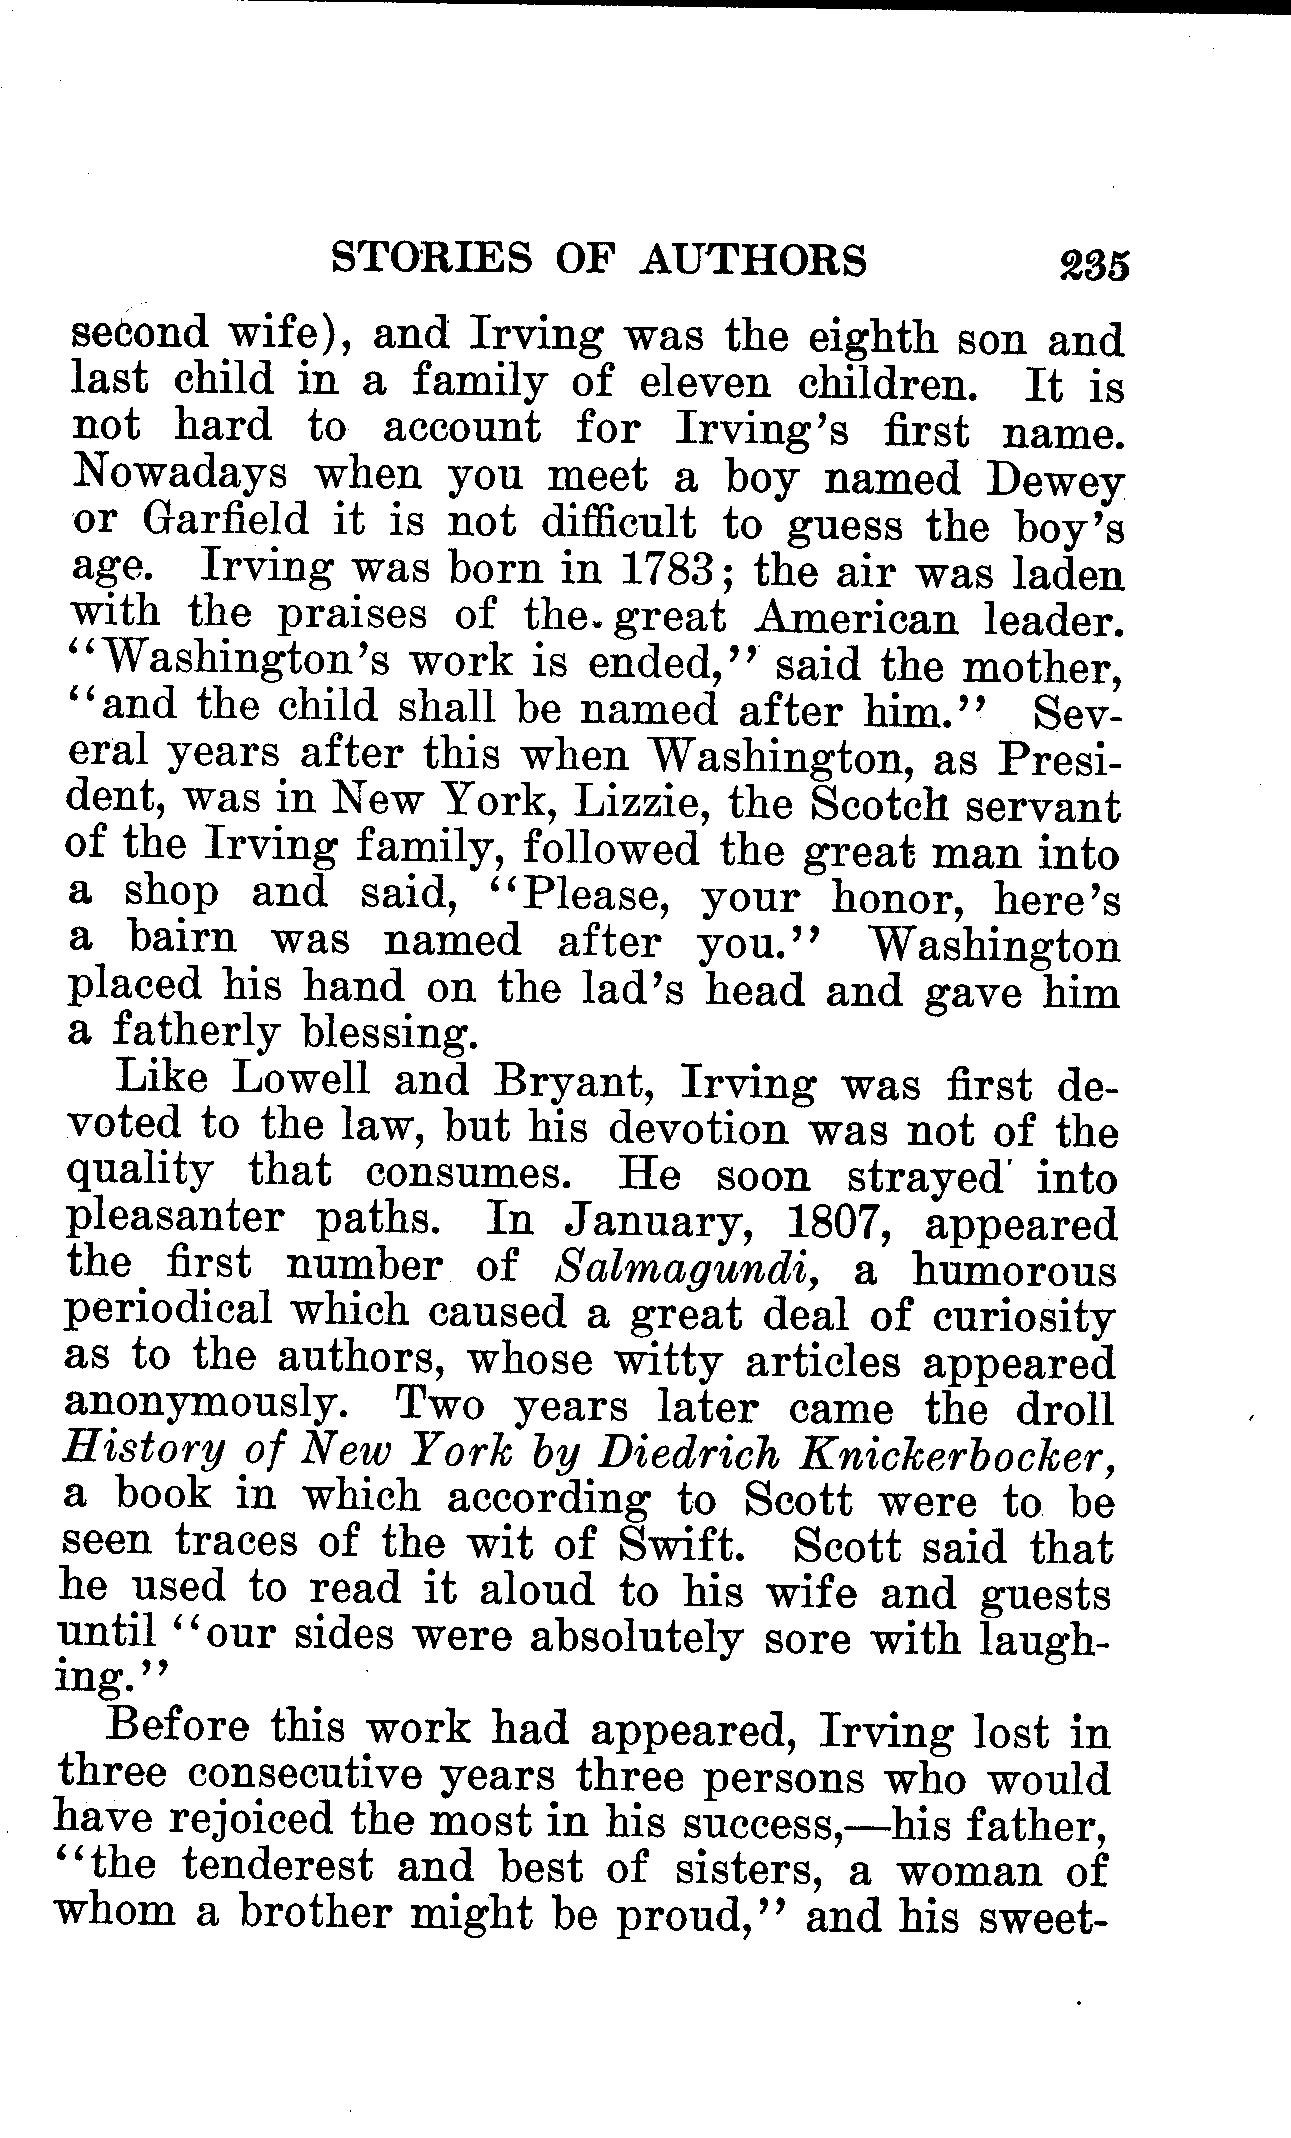 STORIES OF AUTHORS 235
second wife), and Irving was the eighth son and
last child in a family of eleven children. It is
not hard to account for Irving's first name.
Nowadays when you meet a boy named Dewey
or Garfield it is not difficult to guess the boy's
age. Irving was born in 1783; the air was laden
with the praises of the great American leader.
"Washington's work is ended," said the mother,
"and the child shall be named after him." Sev-
eral years after this when Washington, as Presi-
dent, was in New York, Lizzie, the Scotch servant
of the Irving family, followed the great man into
a shop and said, "Please, your honor, here's
a bairn was named after you." Washington
placed his hand on the lad's head and gave him
a fatherly blessing.
Like Lowell and Bryant, Irving was first de-
voted to the law, but his devotion was not of the
quality that consumes. He soon strayed into
pleasanter paths. In January, 1807, appeared
the first number of Salmagundi, a humorous
periodical which caused a great deal of curiosity
as to the authors, whose witty articles appeared
anonymously. Two years later came the droll
History of New York by Diedrich Knickerbocker,
a book in which according to Scott were to be
seen traces of the wit of Swift. Scott said that
he used to read it aloud to his wife and guests
until "our sides were absolutely sore with laugh-
ing."
Before this work had appeared, Irving lost in
three consecutive years three persons who would
have rejoiced the most in his success,—his father,
"the tenderest and best of sisters, a woman of
whom a brother might be proud," and his sweet-